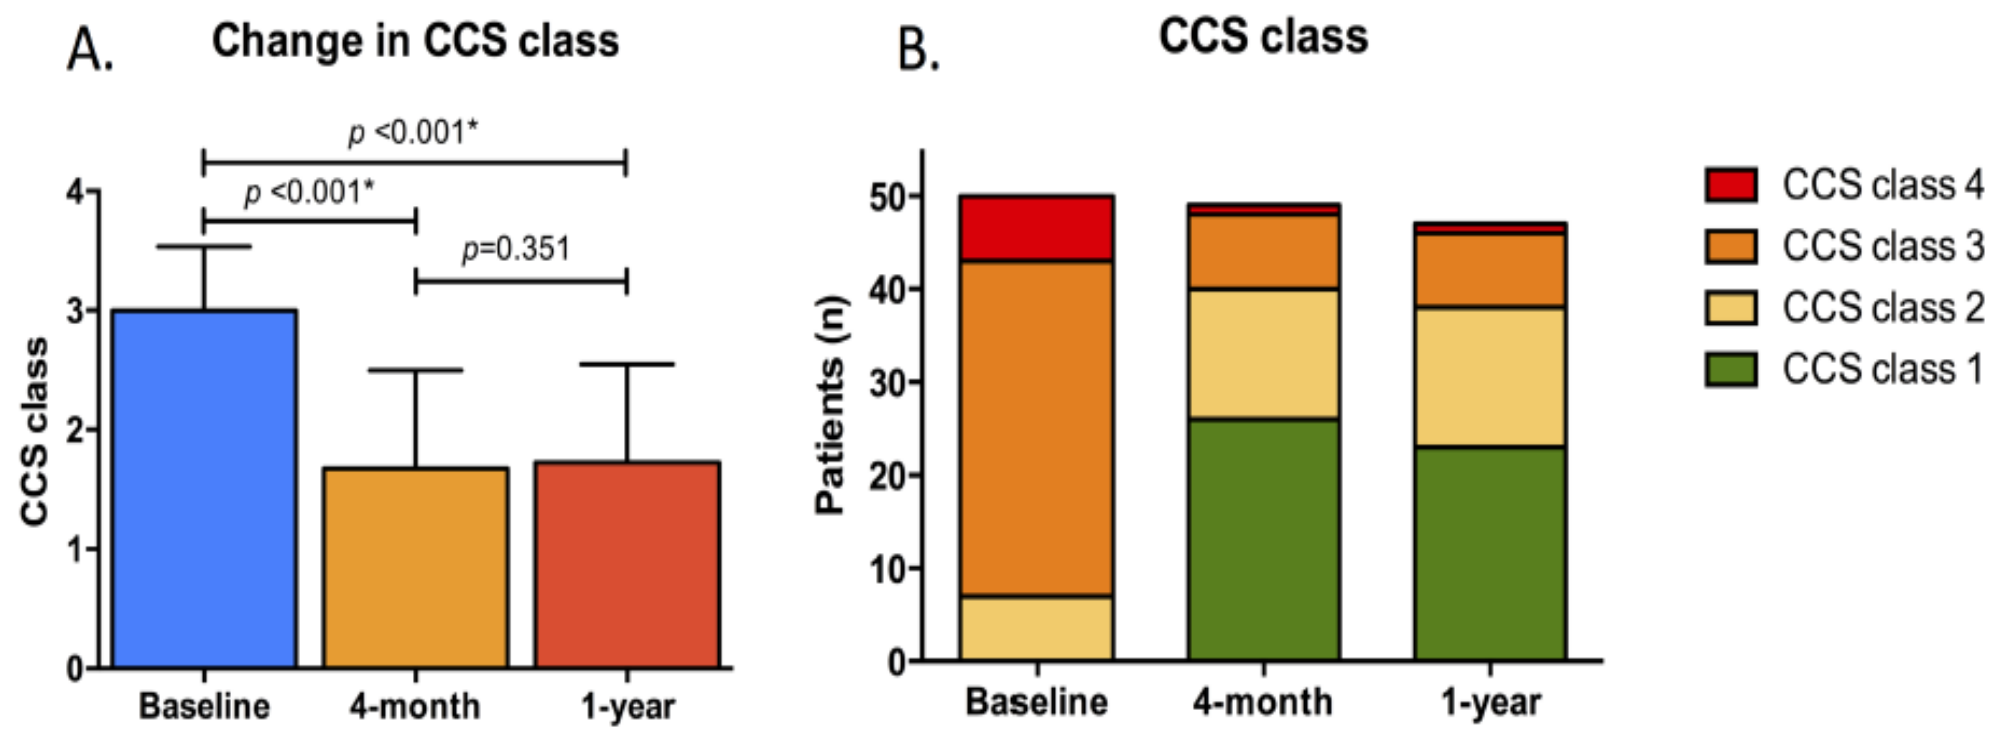 A.
Change in CCS class
p <0.001*
p <0.001*
p=0.351
4
3
2
1
0
CCS class
Baseline
4-month
1-year
B.
CCS class
50
40
30
20
10
0
Patients (n)
Baseline
4-month
1-year
CCS class 4
CCS class 3
CCS class 2
CCS class 1